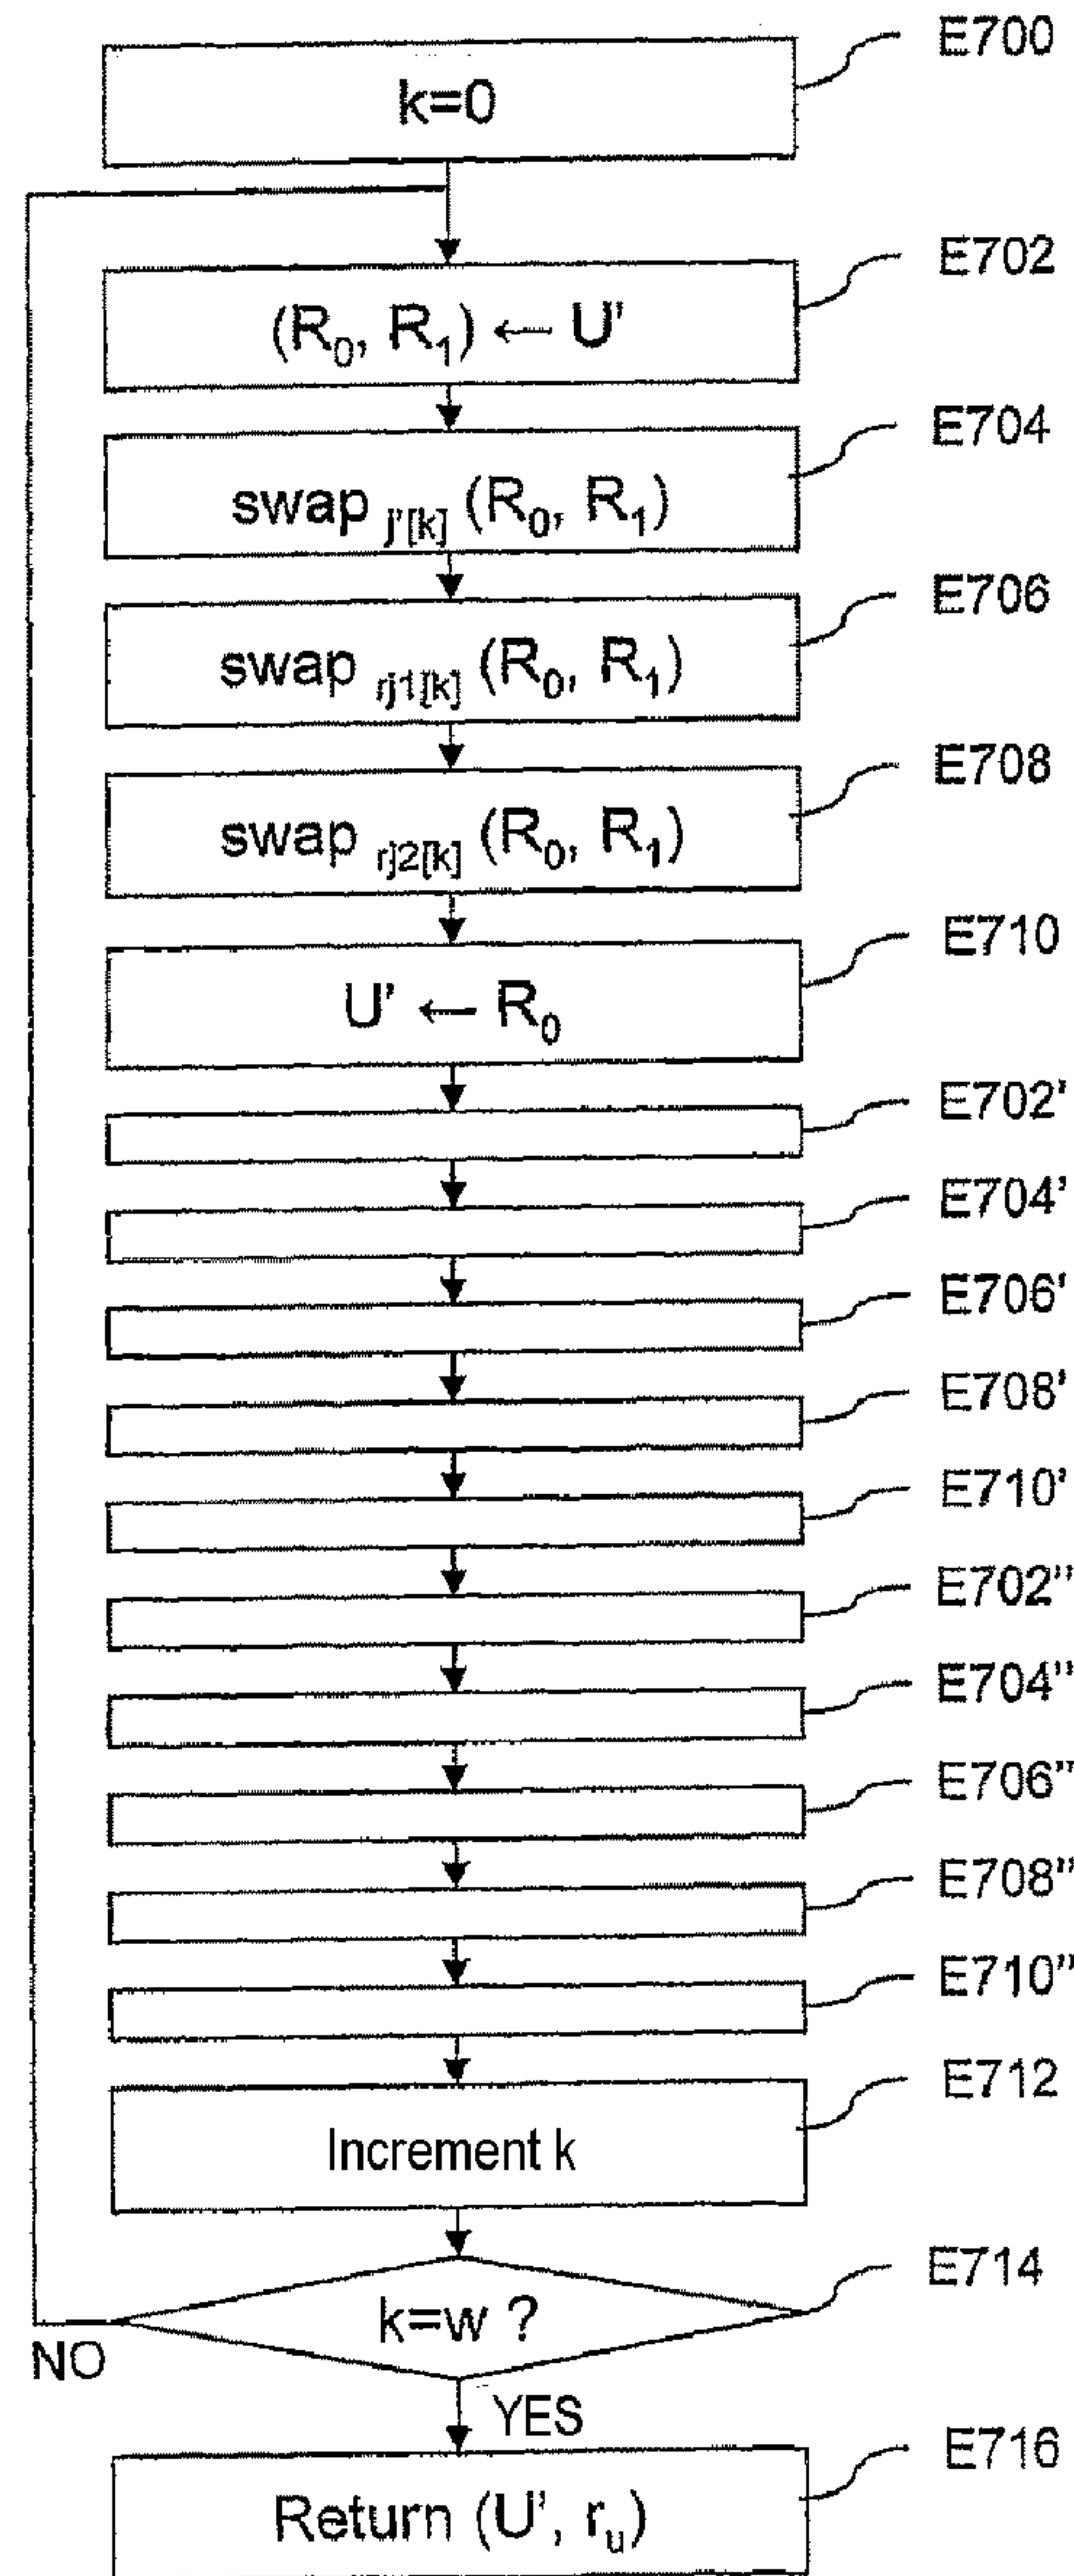 E700
k=0
E702
(R₀, R₁) ← U'
E704
swap j'[k] (R₀, R₁)
E706
swap rj1[k] (R₀, R₁)
E708
swap rj2[k] (R₀, R₁)
E710
U' ← R₀
E702'
E704'
E706'
E708'
E710'
E702"
E704"
E706"
E708"
E710"
E712
Increment k
E714
k=w ?
NO
YES
E716
Return (U', rᵤ)